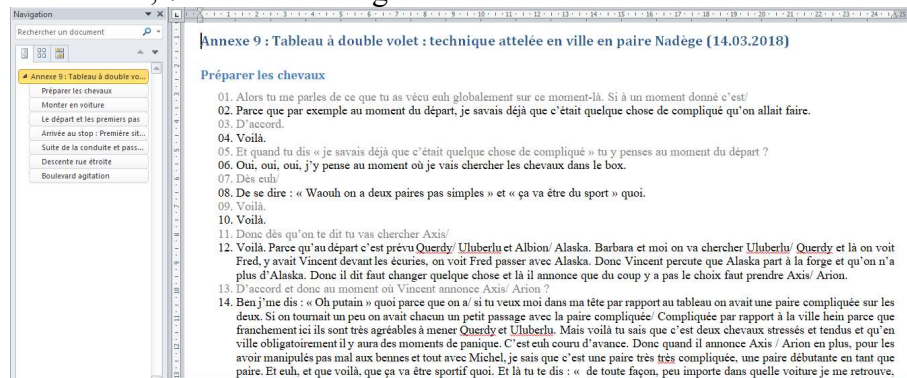 Navigation
Rechercher un document
Annexe 9 : Tableau à double vo...
Préparer les chevaux
Monter en voiture
Le départ et les premiers pas
Arrivée au stop : Première sit...
Suite de la conduite et pass...
Descente rue étroite
Boulevard agitation
Annexe 9 : Tableau à double volet : technique attelée en ville en paire Nadège (14.03.2018)
Préparer les chevaux
01. Alors tu me parles de ce que tu as vécu euh globalement sur ce moment-là. Si à un moment donné c'est/
02. Parce que par exemple au moment du départ, je savais déjà que c'était quelque chose de compliqué qu'on allait faire.
03. D'accord.
04. Voilà.
05. Et quand tu dis « je savais déjà que c'était quelque chose de compliqué » tu y penses au moment du départ ?
06. Oui, oui, oui, j'y pense au moment où je vais chercher les chevaux dans le box.
07. Dès euh/
08. De se dire : « Waouh on a deux paires pas simples » et « ça va être du sport » quoi.
09. Voilà.
10. Voilà.
11. Donc dès qu'on te dit tu vas chercher Axis/
12. Voilà. Parce qu'au départ c'est prévu Querdy/ Uluberlu et Albion/ Alaska. Barbara et moi on va chercher Uluberlu/ Querdy et là on voit
Fred, y avait Vincent devant les écuries, on voit Fred passer avec Alaska. Donc Vincent percute que Alaska part à la forge et qu'on n'a
plus d'Alaska. Donc il dit faut changer quelque chose et là il annonce que du coup y a pas le choix faut prendre Axis/ Arion.
13. D'accord et donc au moment où Vincent annonce Axis/ Arion ?
14. Ben j'me dis : « Oh putain » quoi parce que on a/ si tu veux moi dans ma tête par rapport au tableau on avait une paire compliquée sur les
deux. Si on tournait un peu on avait chacun un petit passage avec la paire compliquée/ Compliquée par rapport à la ville hein parce que
franchement ici ils sont très agréables à mener Querdy et Uluberlu. Mais voilà tu sais que c'est deux chevaux stressés et tendus et qu'en
ville obligatoirement il y aura des moments de panique. C'est euh couru d'avance. Donc quand il annonce Axis / Arion en plus, pour les
avoir manipulés pas mal aux bennes et tout avec Michel, je sais que c'est une paire très très compliquée, une paire débutante en tant que
paire. Et euh, et que voilà, que ça va être sportif quoi. Et là tu te dis : « de toute façon, peu importe dans quelle voiture je me retrouve,